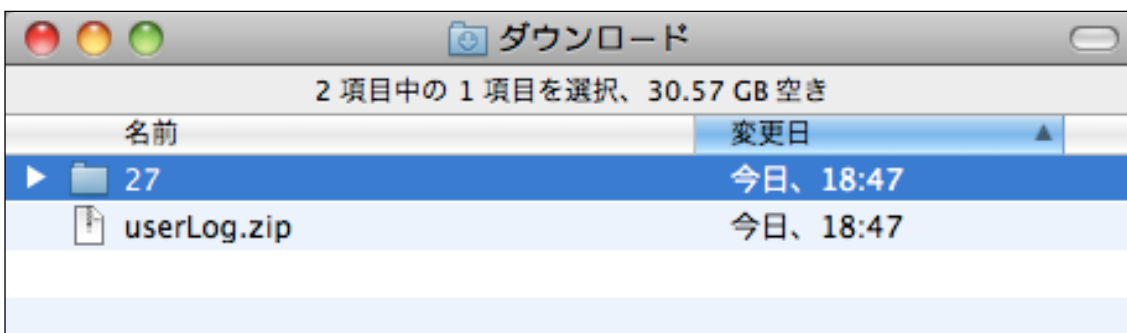 ダウンロード
2 項目中の 1 項目を選択、30.57 GB 空き
名前 変更日
27 今日、18:47
userLog.zip 今日、18:47